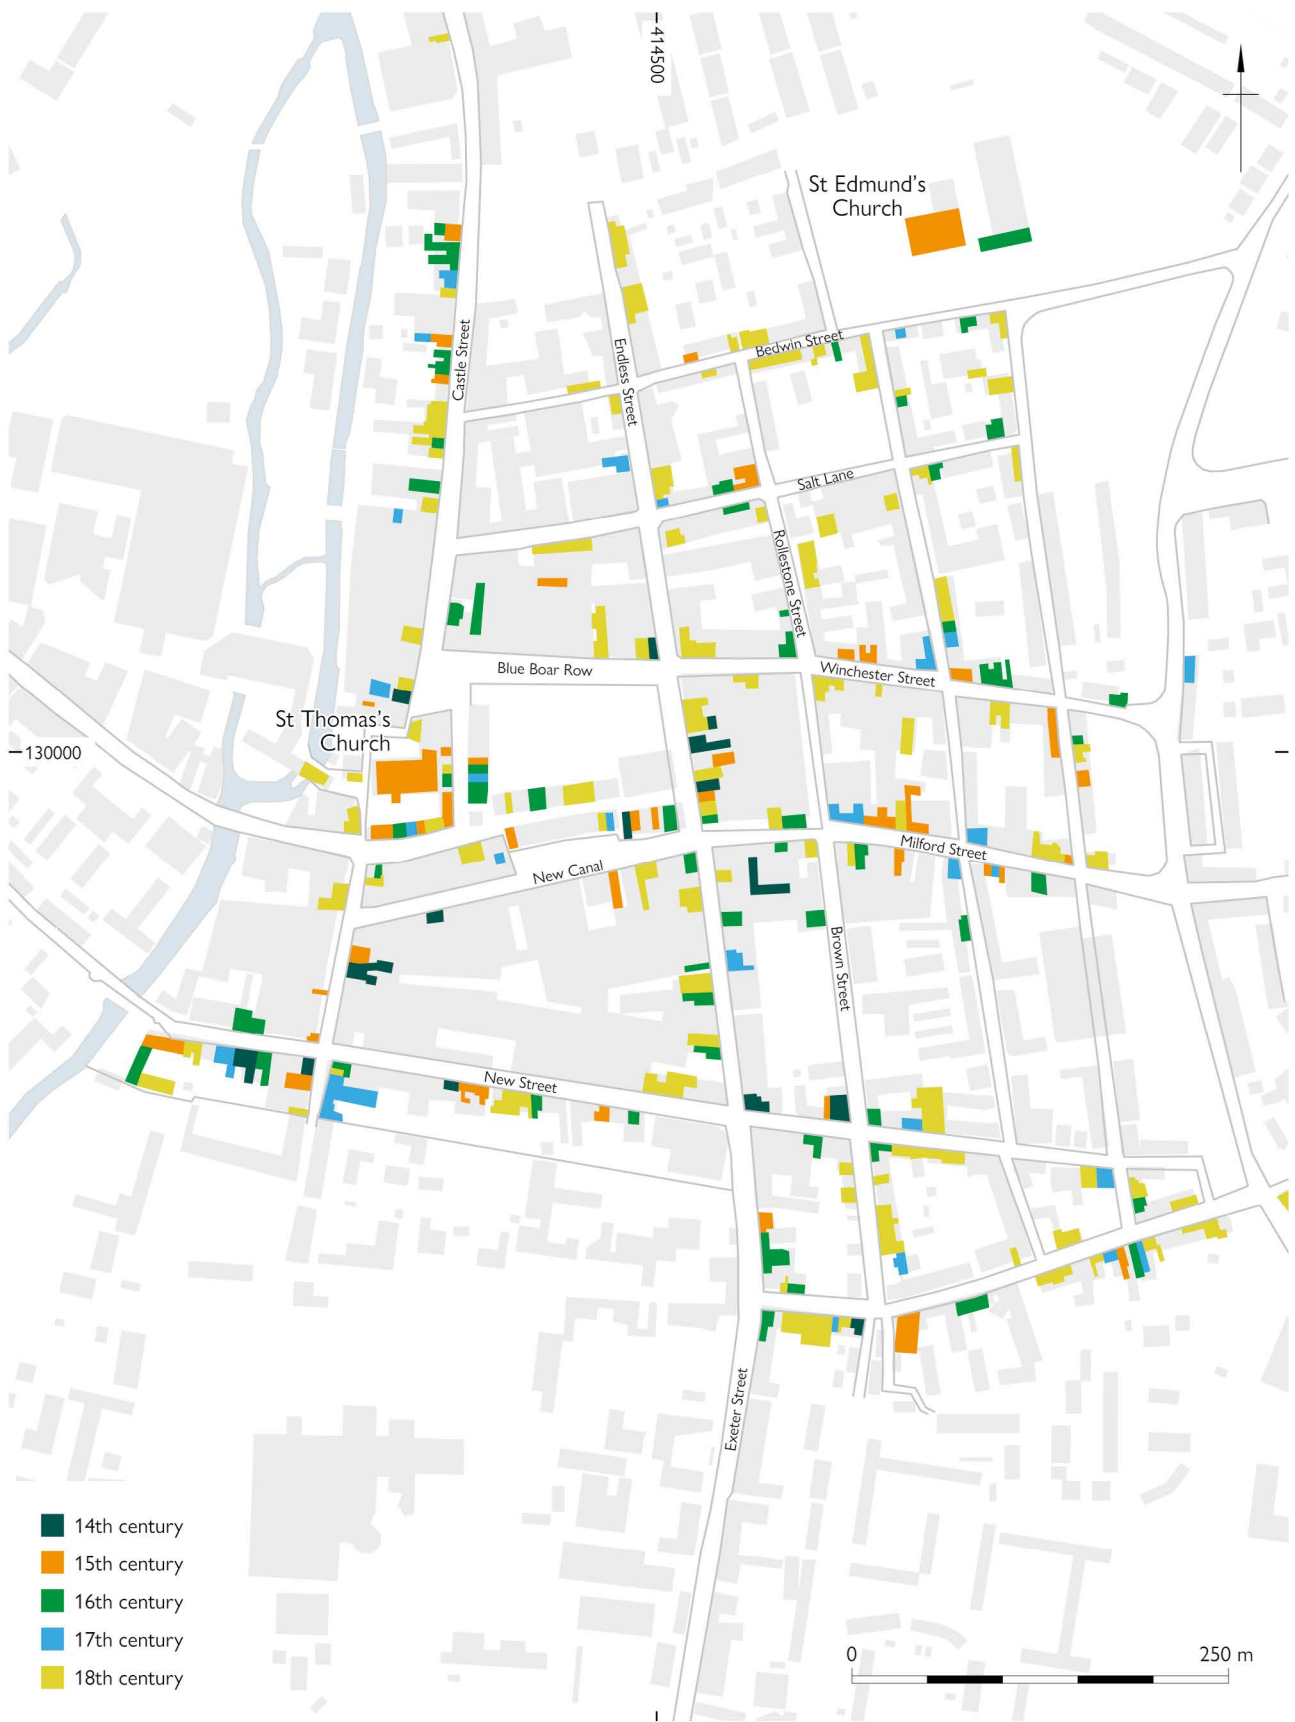 414500
St Edmund's
Church
Castle Street
Endless Street
Bedwin Street
Salt Lane
Rollestone Street
Blue Boar Row
Winchester Street
St Thomas's
Church
130000
Milford Street
New Canal
Brown Street
New Street
Exeter Street
14th century
15th century
16th century
17th century
18th century
0 250 m